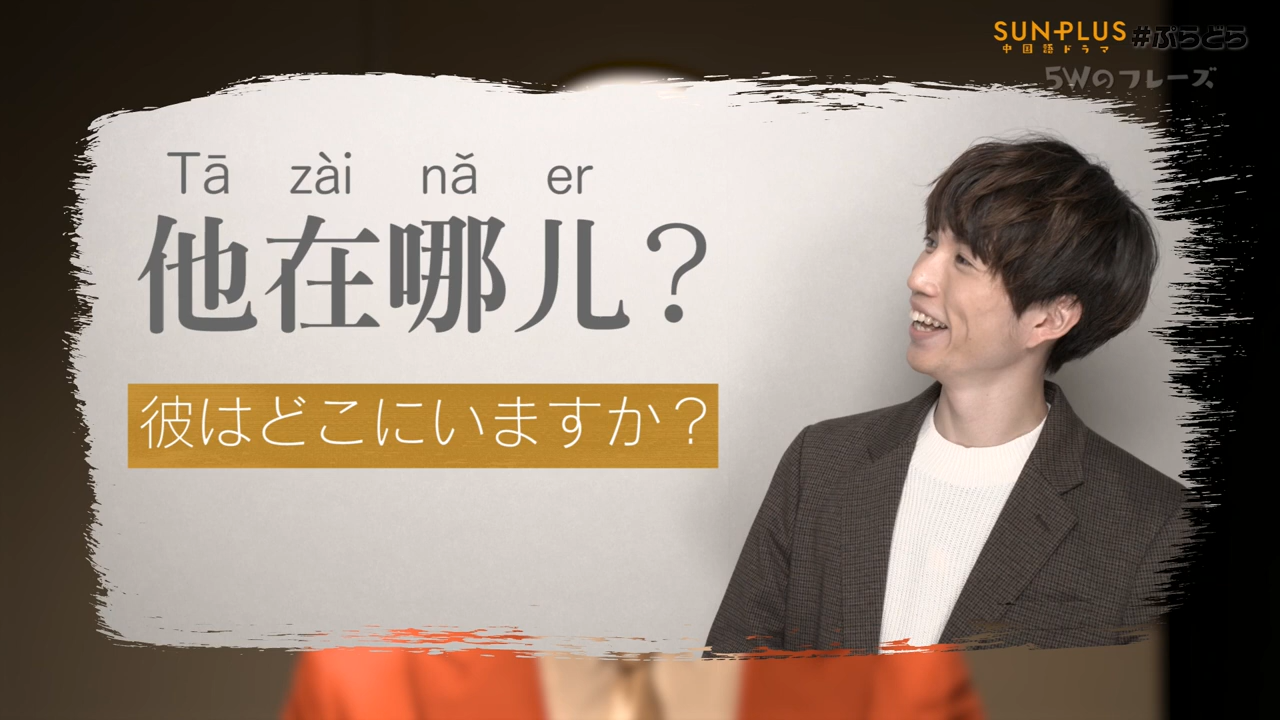 SUNPLUS #ぷらどら
中国語ドラマ
5Wのフレーズ
Tā zài nǎ er
他在哪儿？
彼はどこにいますか？